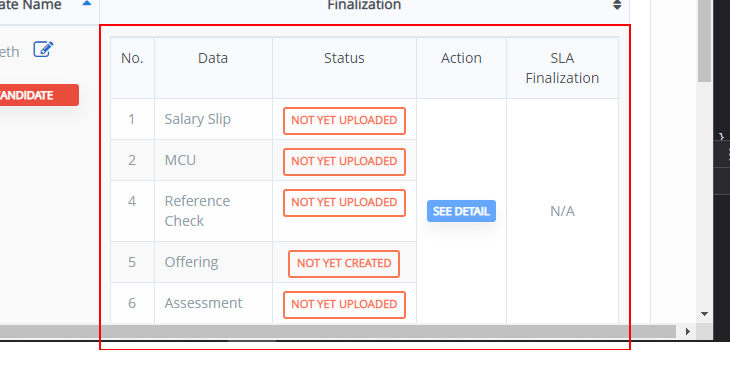 ate Name
Finalization
eth
ANDIDATE
No.
Data
Status
Action
SLA
Finalization
1
Salary Slip
NOT YET UPLOADED
2
MCU
NOT YET UPLOADED
4
Reference
Check
NOT YET UPLOADED
SEE DETAIL
N/A
5
Offering
NOT YET CREATED
6
Assessment
NOT YET UPLOADED
}